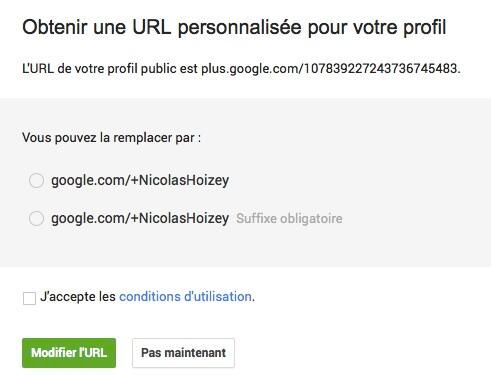 Obtenir une URL personnalisée pour votre profil
L'URL de votre profil public est plus.google.com/107839227243736745483.
Vous pouvez la remplacer par :
google.com/+NicolasHoizey
google.com/+NicolasHoizey Suffixe obligatoire
J'accepte les conditions d'utilisation.
Modifier l'URL Pas maintenant